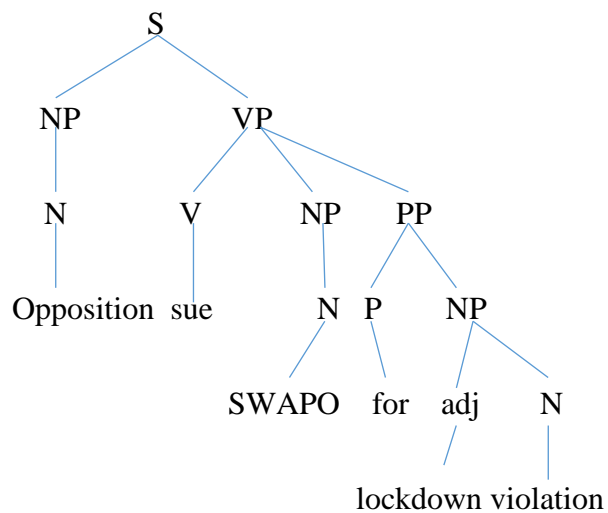 S
NP VP
N V NP PP
Opposition sue N P NP
SWAPO for adj N
lockdown violation